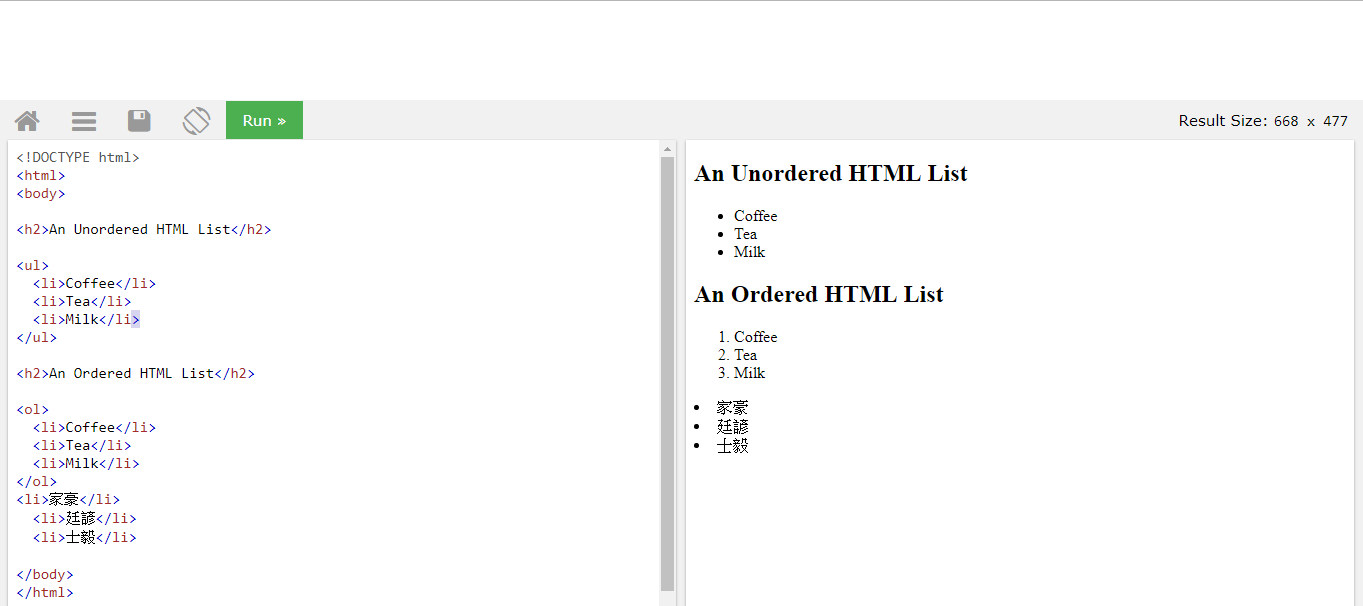 Run »
Result Size: 668 x 477
<!DOCTYPE html>
<html>
<body>
<h2>An Unordered HTML List</h2>
<ul>
<li>Coffee</li>
<li>Tea</li>
<li>Milk</li>
</ul>
<h2>An Ordered HTML List</h2>
<ol>
<li>Coffee</li>
<li>Tea</li>
<li>Milk</li>
</ol>
<li>家豪</li>
<li>廷諺</li>
<li>士毅</li>
</body>
</html>
An Unordered HTML List
• Coffee
• Tea
• Milk
An Ordered HTML List
1. Coffee
2. Tea
3. Milk
• 家豪
• 廷諺
• 士毅